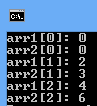 C:\.
arr1[0]: 0
arr2[0]: 0
arr1[1]: 2
arr2[1]: 3
arr1[2]: 4
arr2[2]: 6